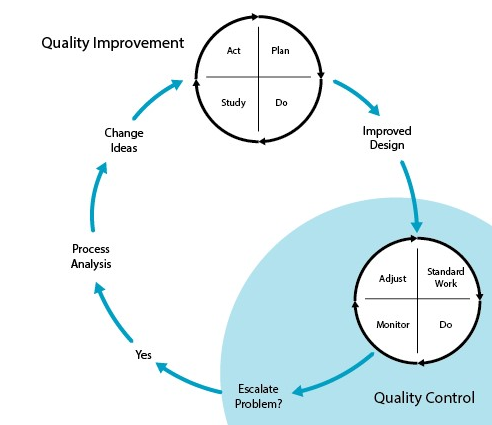 Quality Improvement
Act
Plan
Study
Do
Improved
Design
Adjust
Standard
Work
Monitor
Do
Quality Control
Escalate
Problem?
Yes
Process
Analysis
Change
Ideas